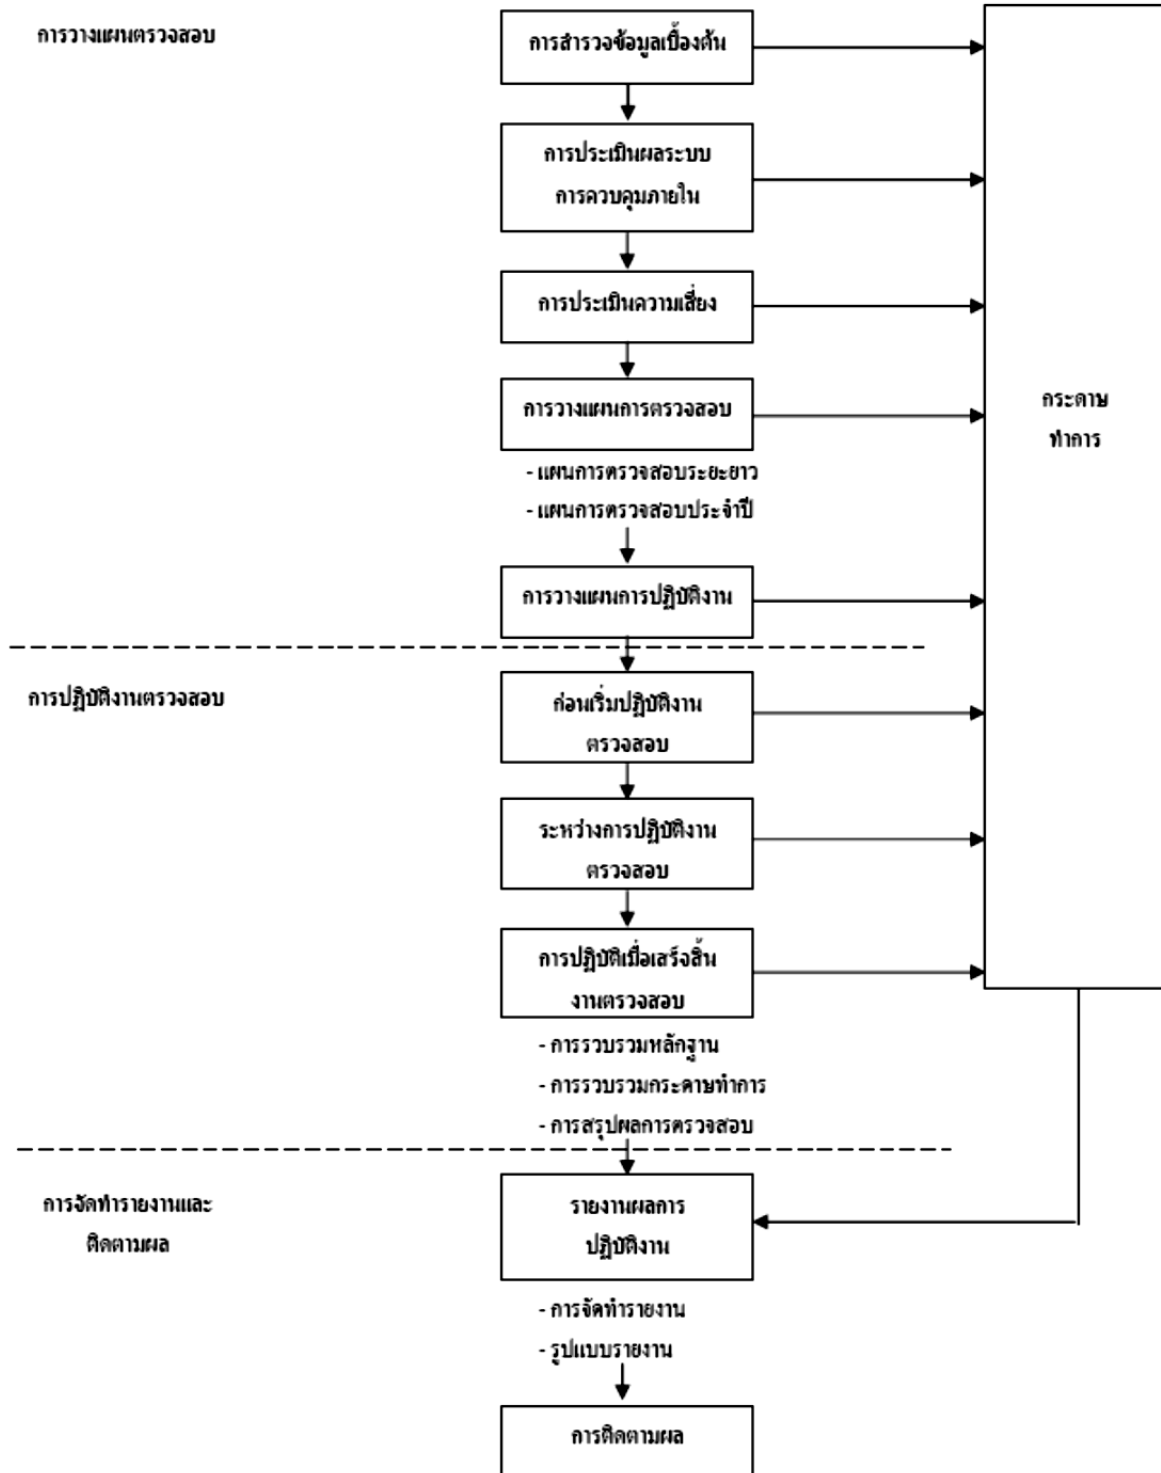 การวางแผนตรวจสอบ
การสำรวจข้อมูลเบื้องต้น
การประเมินผลระบบ
การควบคุมภายใน
การประเมินความเสี่ยง
การวางแผนการตรวจสอบ
- แผนการตรวจสอบระยะยาว
- แผนการตรวจสอบประจำปี
การวางแผนการปฏิบัติงาน
กระดาษ
ทำการ
การปฏิบัติงานตรวจสอบ
ก่อนเริ่มปฏิบัติงาน
ตรวจสอบ
ระหว่างการปฏิบัติงาน
ตรวจสอบ
การปฏิบัติเมื่อเสร็จสิ้น
งานตรวจสอบ
- การรวบรวมหลักฐาน
- การรวบรวมกระดาษทำการ
- การสรุปผลการตรวจสอบ
การจัดทำรายงานและ
ติดตามผล
รายงานผลการ
ปฏิบัติงาน
- การจัดทำรายงาน
- รูปแบบรายงาน
การติดตามผล